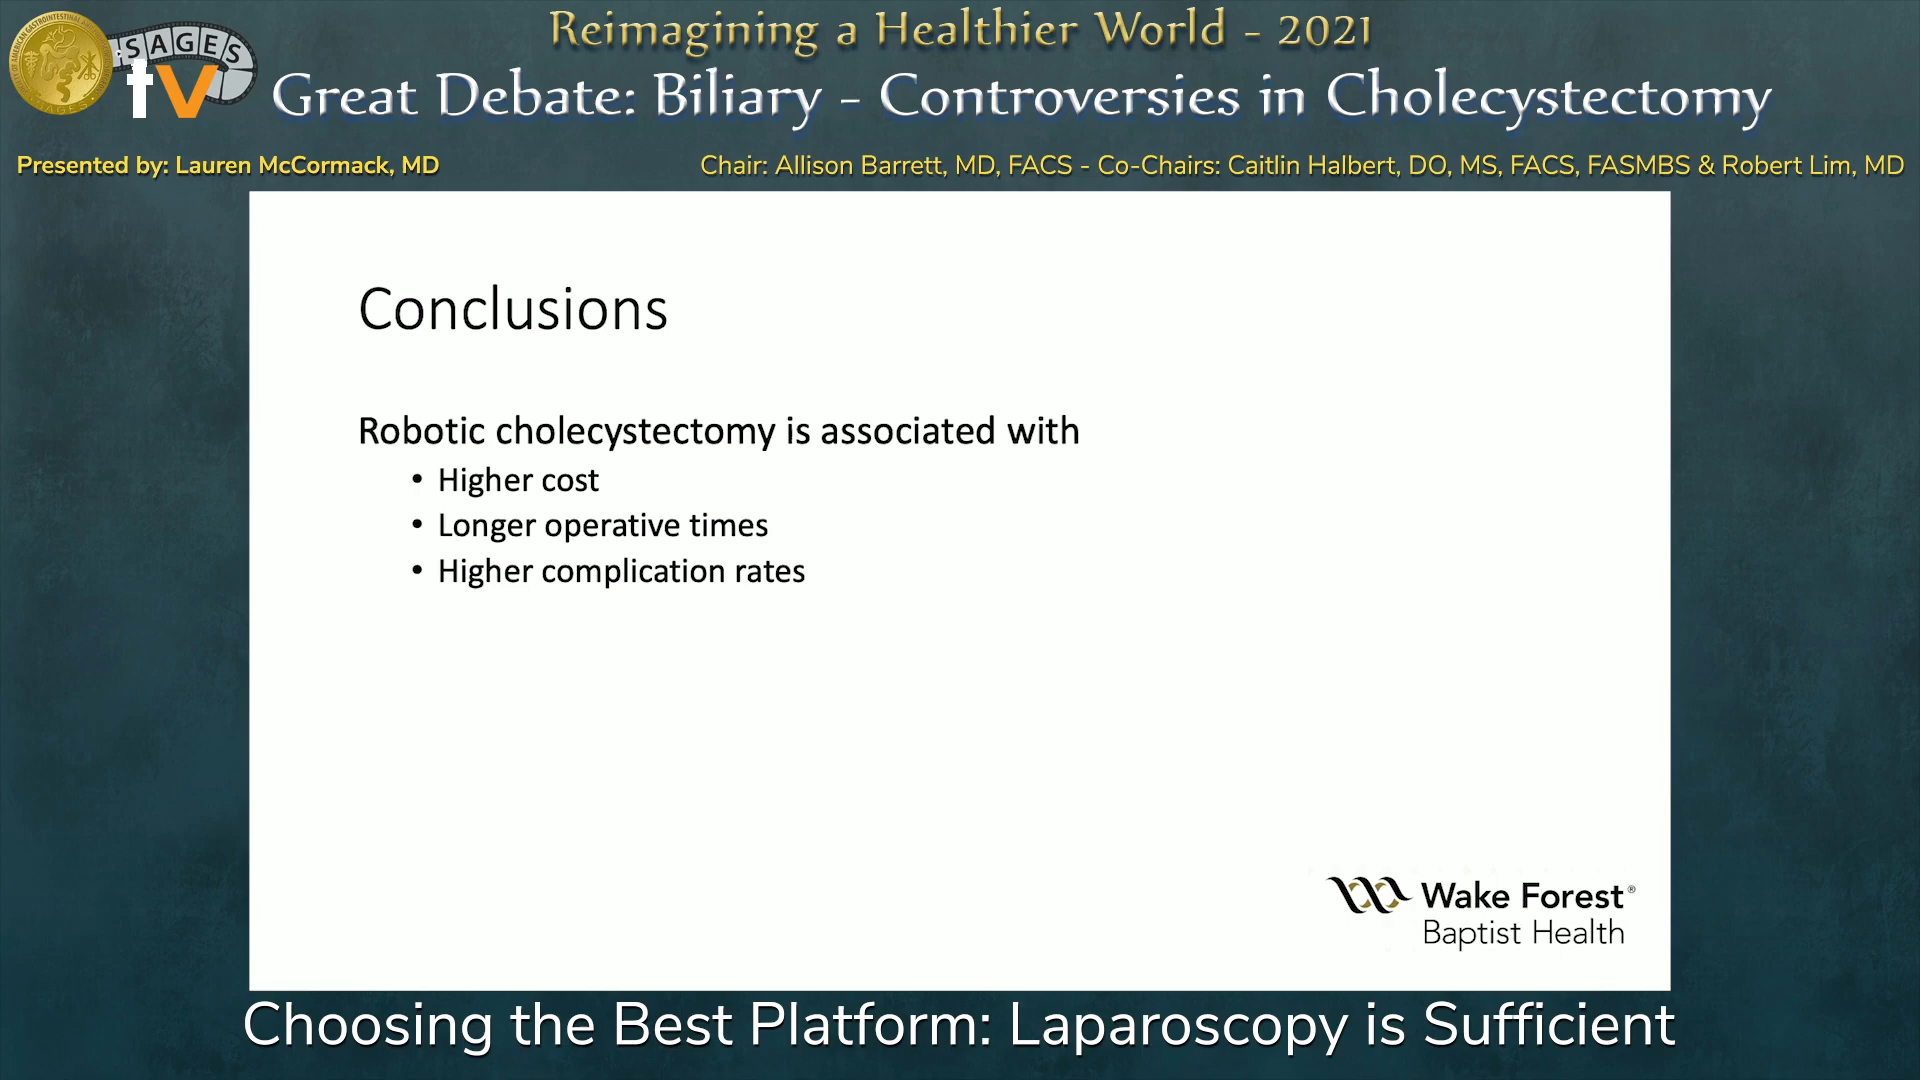 Reimagining a Healthier World - 2021
SAGES
tv
Great Debate: Biliary - Controversies in Cholecystectomy
Presented by: Lauren McCormack, MD
Chair: Allison Barrett, MD, FACS - Co-Chairs: Caitlin Halbert, DO, MS, FACS, FASMBS & Robert Lim, MD
Conclusions
Robotic cholecystectomy is associated with
• Higher cost
• Longer operative times
• Higher complication rates
Wake Forest®
Baptist Health
Choosing the Best Platform: Laparoscopy is Sufficient